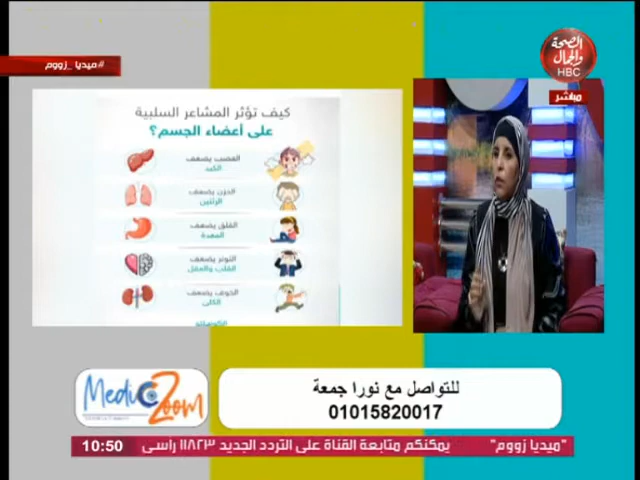 الصحة
والجمال
HBC
مباشر
#ميديا_زووم
كيف تؤثر المشاعر السلبية
على أعضاء الجسم؟
الغضب يضعف
الكبد
الحزن يضعف
الرئتين
القلق يضعف
المعدة
التوتر يضعف
القلب والعقل
الخوف يضعف
الكلى
Medic Zoom
للتواصل مع نورا جمعة
01015820017
"ميديا زووم" يمكنكم متابعة القناة على التردد الجديد ١١٨٢٣ راسى
10:50